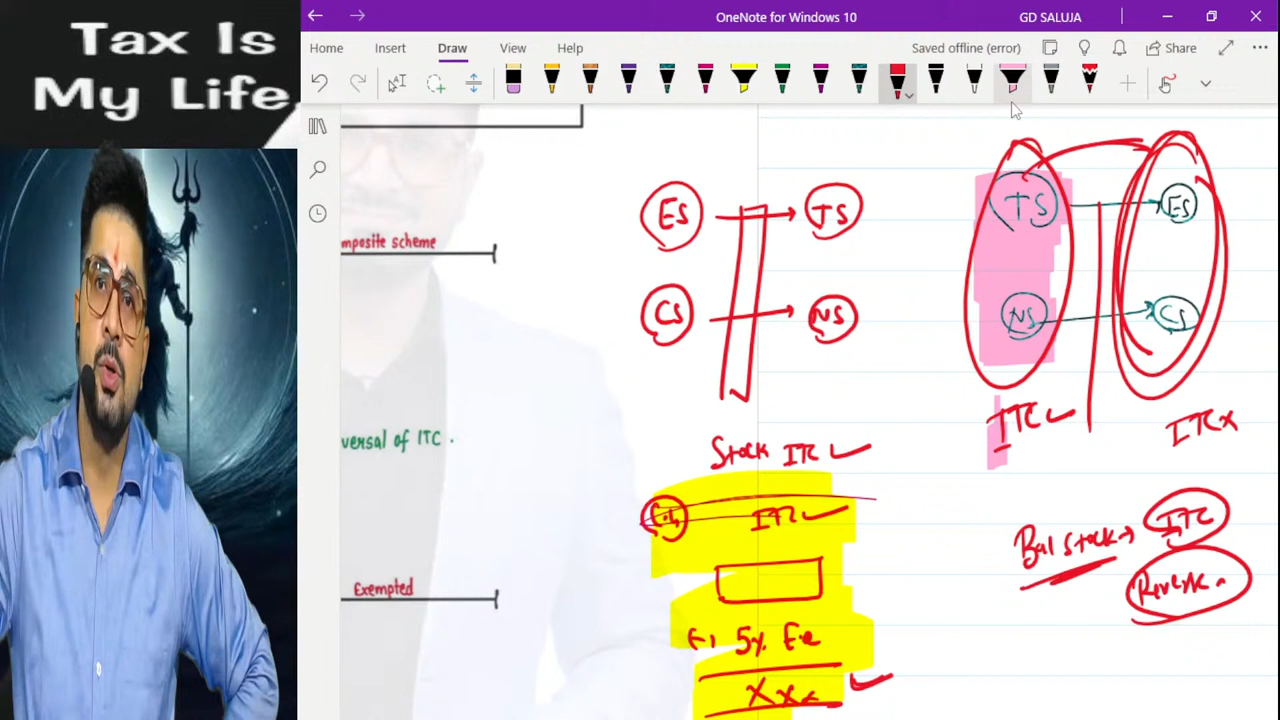 Tax Is
My Life
OneNote for Windows 10
GD SALUJA
Home Insert Draw View Help
Saved offline (error)
Share
mposite scheme
versal of ITC .
Exempted
ES → TS
CS → NS
Stock ITC ✓
ITC ✓
(-) 5%
XXX ✓
TS → ES
NS → CS
ITC ✓
ITC x
Bal Stock → ITC
Reverse